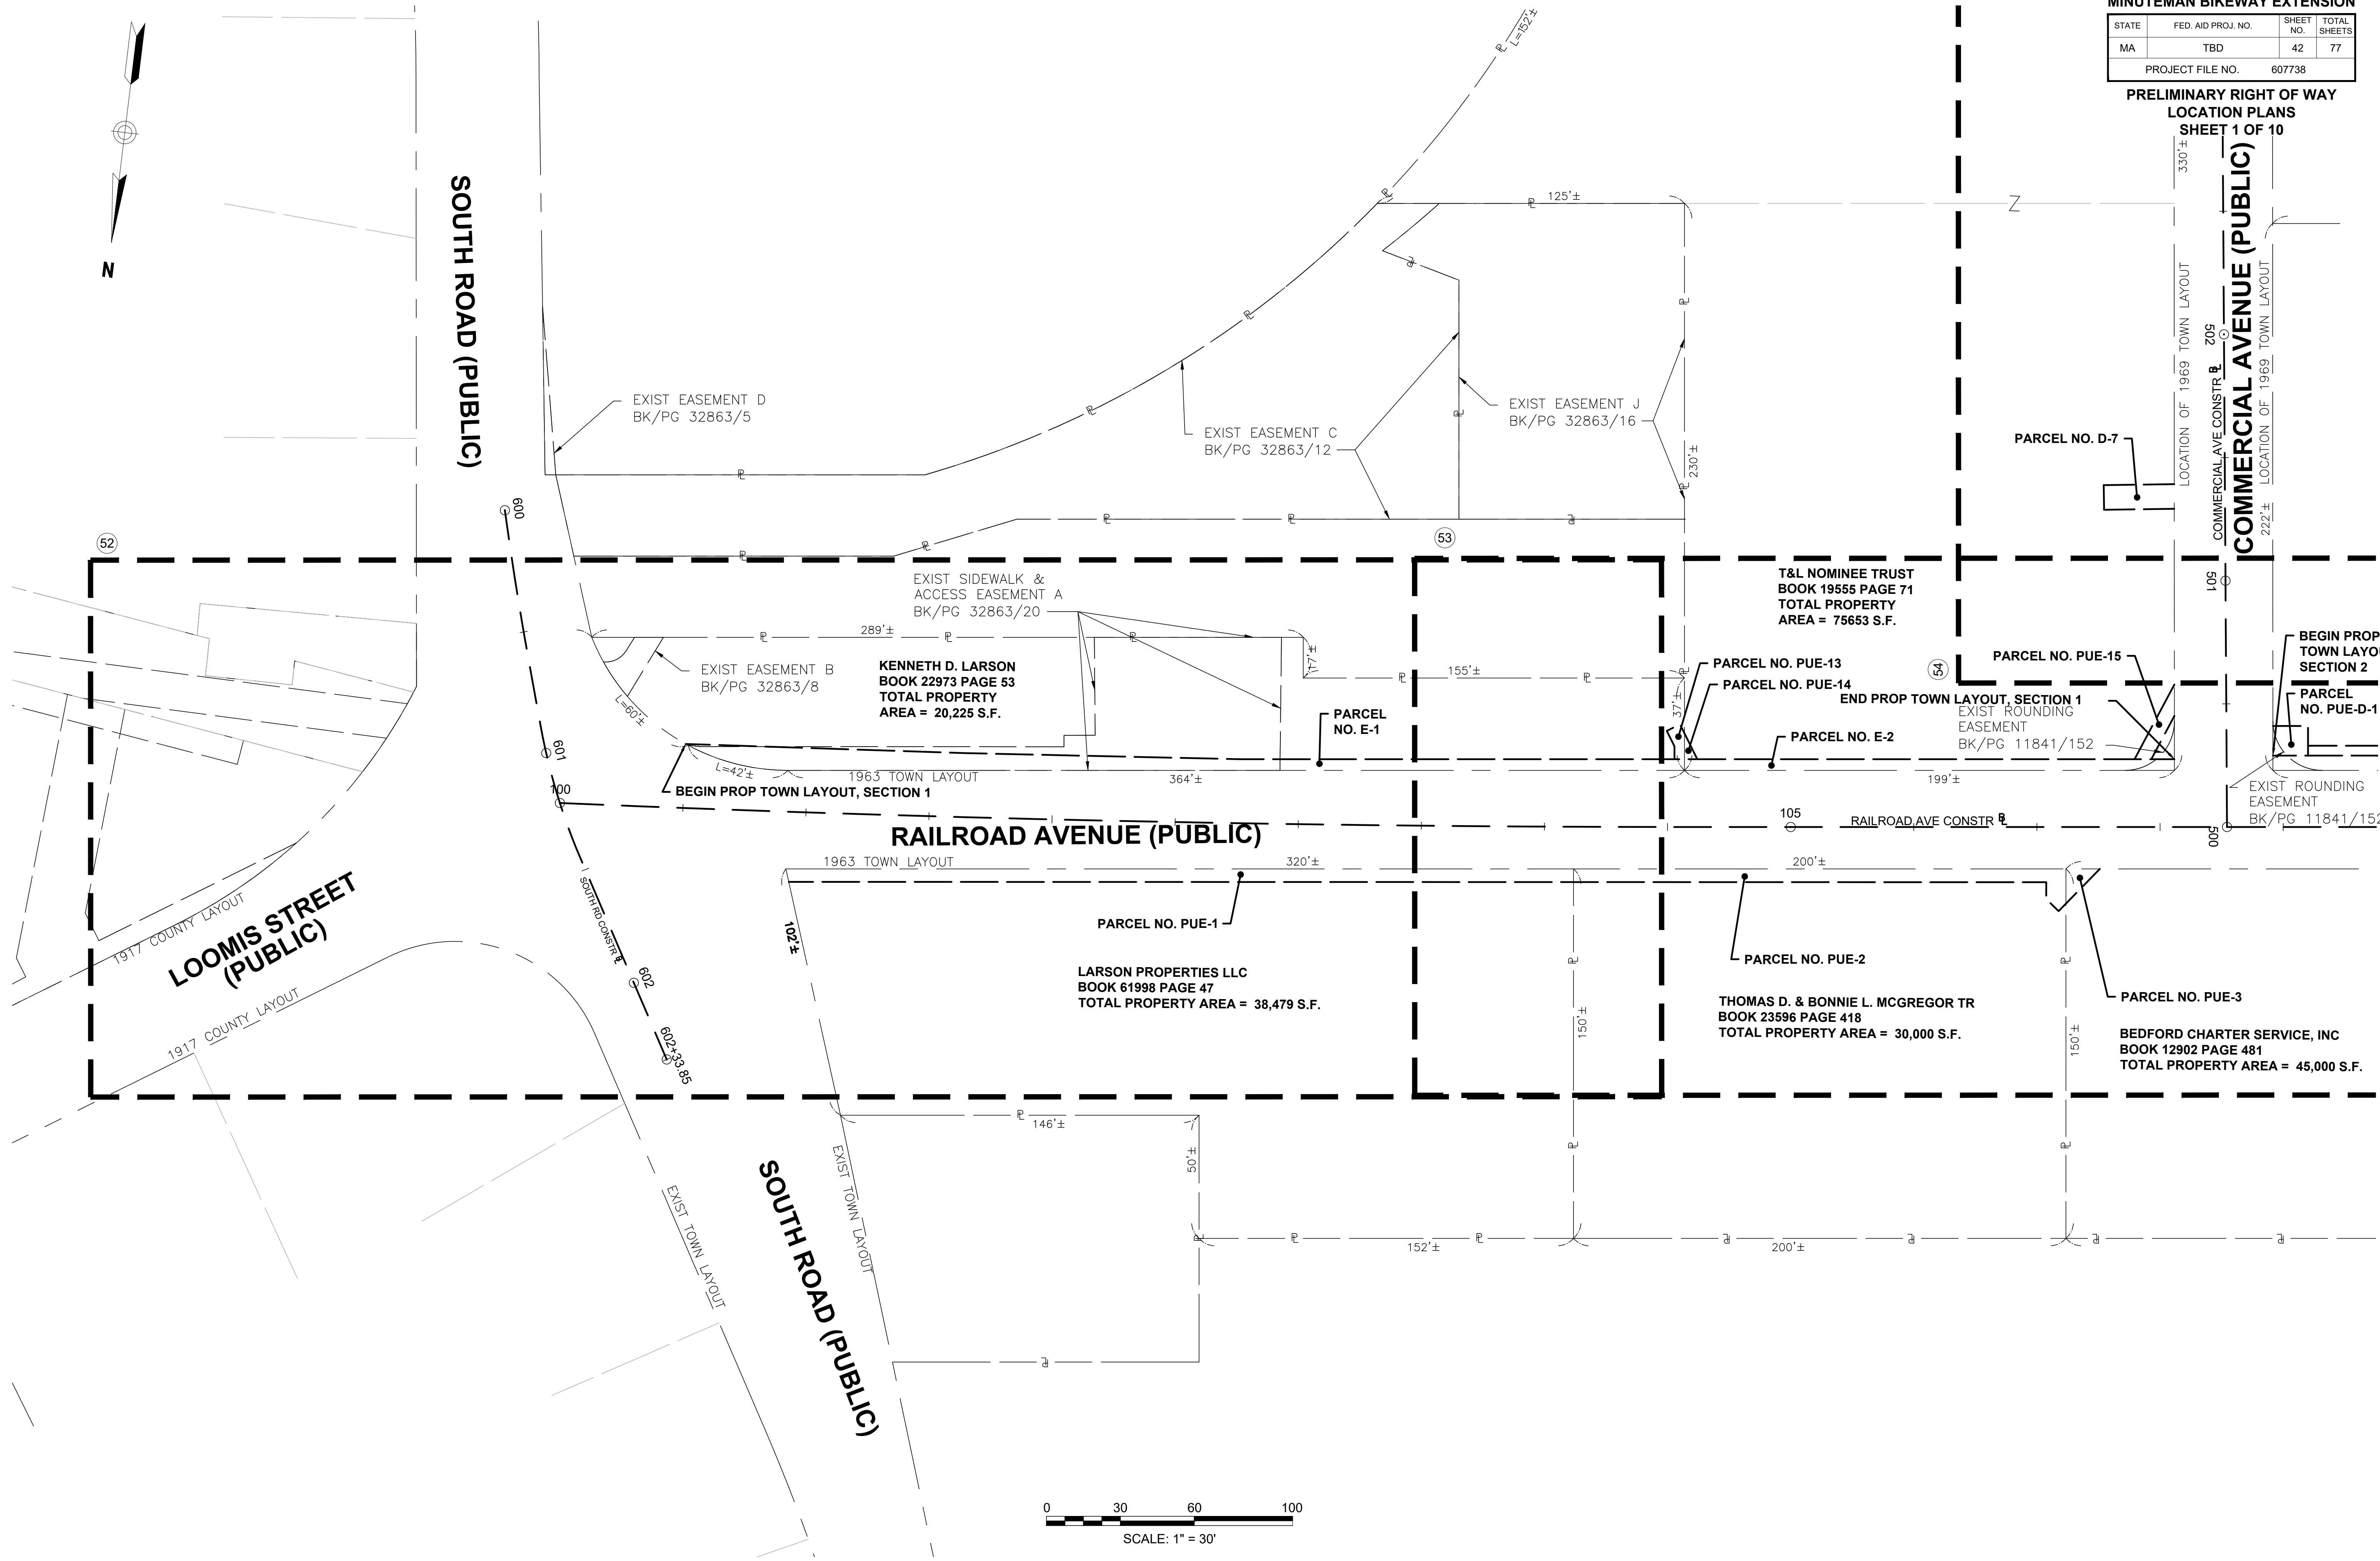 MINUTEMAN BIKEWAY EXTENSION
STATE FED. AID PROJ. NO. SHEET NO. TOTAL SHEETS
MA TBD 42 77
PROJECT FILE NO. 607738
PRELIMINARY RIGHT OF WAY
LOCATION PLANS
SHEET 1 OF 10
N
SOUTH ROAD (PUBLIC)
L=152'±
125'±
330'±
Z
COMMERCIAL AVENUE (PUBLIC)
LOCATION OF 1969 TOWN LAYOUT
LOCATION OF 1969 TOWN LAYOUT
502
COMMERCIAL AVE CONSTR
222'±
501
EXIST EASEMENT D
BK/PG 32863/5
EXIST EASEMENT C
BK/PG 32863/12
EXIST EASEMENT J
BK/PG 32863/16
230'±
PARCEL NO. D-7
600
52
53
54
EXIST SIDEWALK &
ACCESS EASEMENT A
BK/PG 32863/20
T&L NOMINEE TRUST
BOOK 19555 PAGE 71
TOTAL PROPERTY
AREA = 75653 S.F.
289'±
17'±
155'±
37'±
EXIST EASEMENT B
BK/PG 32863/8
L=60'±
KENNETH D. LARSON
BOOK 22973 PAGE 53
TOTAL PROPERTY
AREA = 20,225 S.F.
PARCEL
NO. E-1
PARCEL NO. PUE-13
PARCEL NO. PUE-14
PARCEL NO. PUE-15
END PROP TOWN LAYOUT, SECTION 1
EXIST ROUNDING
EASEMENT
BK/PG 11841/152
PARCEL NO. E-2
BEGIN PROP
TOWN LAYOU
SECTION 2
PARCEL
NO. PUE-D-1
601
L=42'±
1963 TOWN LAYOUT
364'±
199'±
100
BEGIN PROP TOWN LAYOUT, SECTION 1
EXIST ROUNDING
EASEMENT
BK/PG 11841/152
RAILROAD AVENUE (PUBLIC)
105
RAILROAD AVE CONSTR
500
1963 TOWN LAYOUT
320'±
200'±
SOUTH RD CONSTR
LOOMIS STREET
(PUBLIC)
1917 COUNTY LAYOUT
1917 COUNTY LAYOUT
602
602+33.85
102'±
PARCEL NO. PUE-1
LARSON PROPERTIES LLC
BOOK 61998 PAGE 47
TOTAL PROPERTY AREA = 38,479 S.F.
150'±
PARCEL NO. PUE-2
THOMAS D. & BONNIE L. MCGREGOR TR
BOOK 23596 PAGE 418
TOTAL PROPERTY AREA = 30,000 S.F.
150'±
PARCEL NO. PUE-3
BEDFORD CHARTER SERVICE, INC
BOOK 12902 PAGE 481
TOTAL PROPERTY AREA = 45,000 S.F.
146'±
50'±
152'±
200'±
EXIST TOWN LAYOUT
SOUTH ROAD (PUBLIC)
EXIST TOWN LAYOUT
0 30 60 100
SCALE: 1" = 30'